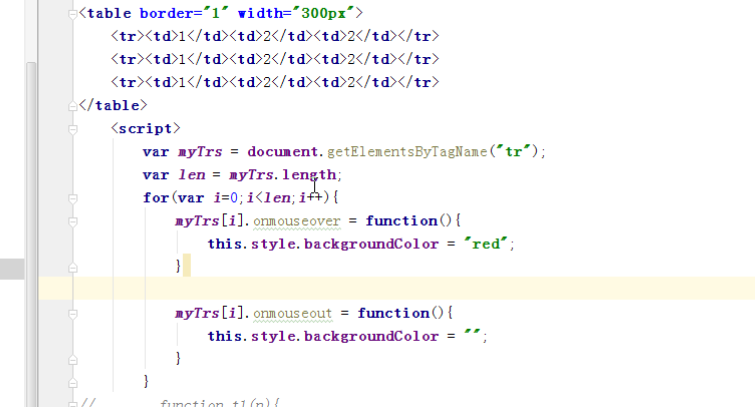 <table border="1" width="300px">
<tr><td>1</td><td>2</td><td>2</td></tr>
<tr><td>1</td><td>2</td><td>2</td></tr>
<tr><td>1</td><td>2</td><td>2</td></tr>
</table>
<script>
var myTrs = document.getElementsByTagName("tr");
var len = myTrs.length;
for(var i=0;i<len;i++){
myTrs[i].onmouseover = function(){
this.style.backgroundColor = "red";
}
myTrs[i].onmouseout = function(){
this.style.backgroundColor = "";
}
}
// function t1(n){